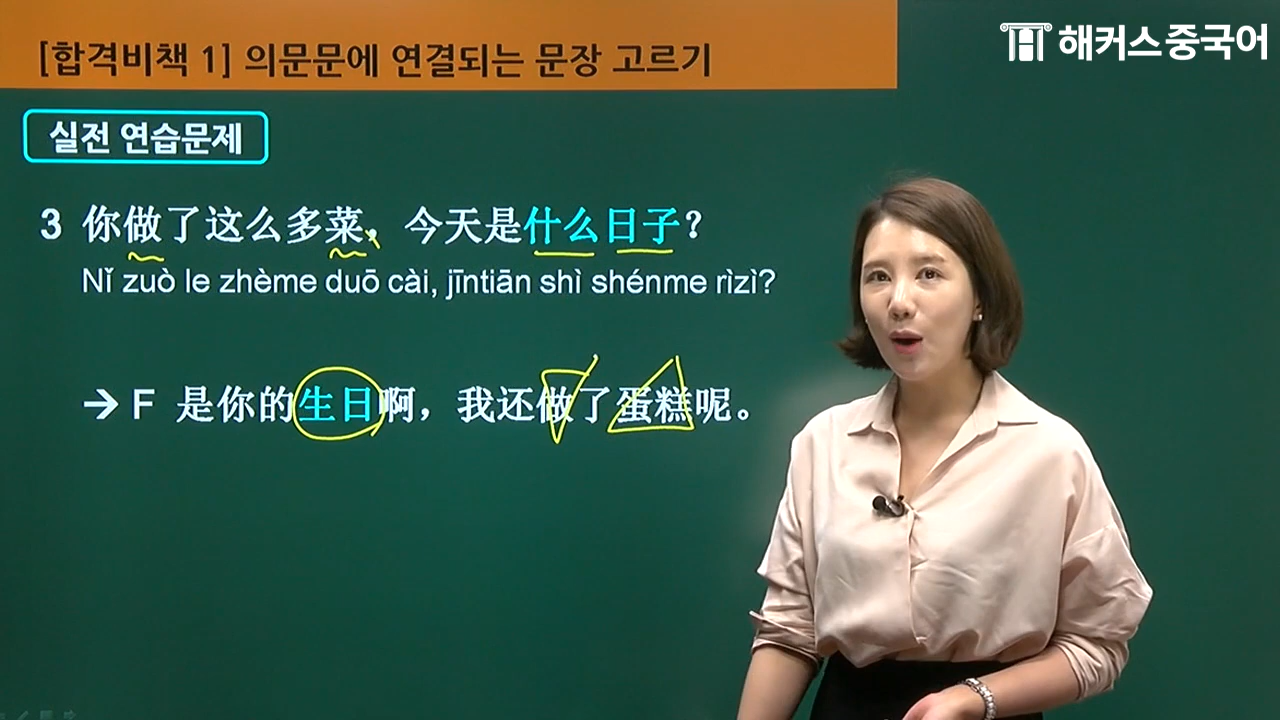 [합격비책 1] 의문문에 연결되는 문장 고르기
해커스중국어
실전 연습문제
3 你做了这么多菜，今天是什么日子？
Nǐ zuò le zhème duō cài, jīntiān shì shénme rìzì?
→ F 是你的生日啊，我还做了蛋糕呢。